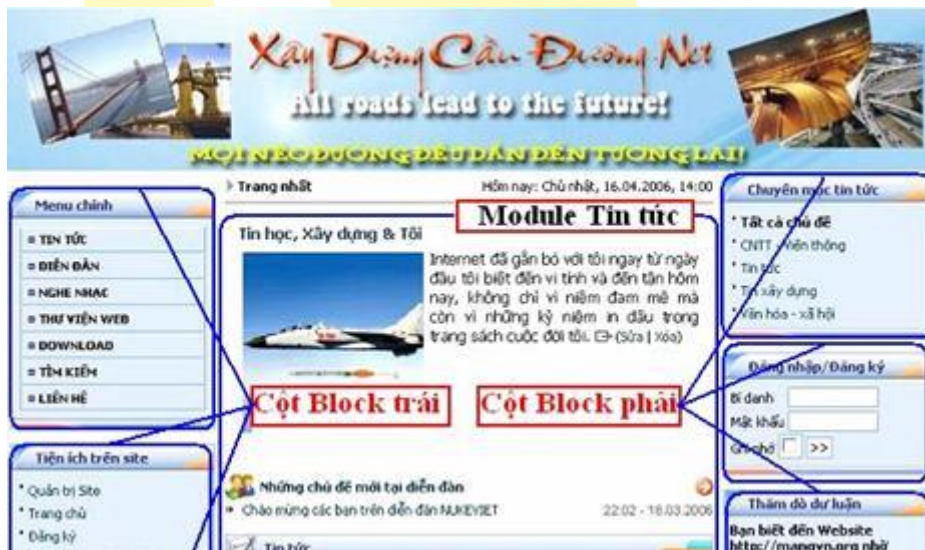 Xây Dựng Cầu Đường Net
All roads lead to the future!
MỌI NẺO ĐƯỜNG ĐỀU DẪN ĐẾN TƯƠNG LAI!
Menu chính
TIN TỨC
DIỄN ĐÀN
NGHE NHẠC
THƯ VIỆN WEB
DOWNLOAD
TÌM KIẾM
LIÊN HỆ
Tiện ích trên site
Quản trị Site
Trang chủ
Đăng ký
Trang nhất
Hôm nay: Chủ nhật, 16.04.2006, 14:00
Module Tin túc
Tin học, Xây dựng & Tôi
Internet đã gắn bó với tôi ngay từ ngày
đầu tôi biết đến vi tính và đến tận hôm
nay, không chỉ vì niềm đam mê mà
còn vì những kỷ niệm in dấu trong
trang sách cuộc đời tôi. (Sửa | Xóa)
Cột Block trái
Cột Block phải
Những chủ đề mới tại diễn đàn
Chào mừng các bạn trên diễn đàn NUKEVIET
22:02 - 18.03.2006
Tin tức
Chuyên mục tin tức
Tất cả chủ đề
CNTT - Viễn thông
Tin tức
Tin xây dựng
Văn hóa - xã hội
Đăng nhập/Đăng ký
Bí danh
Mật khẩu
Ghi nhớ >>
Thăm dò dư luận
Bạn biết đến Website
http://mangvn.org nhờ